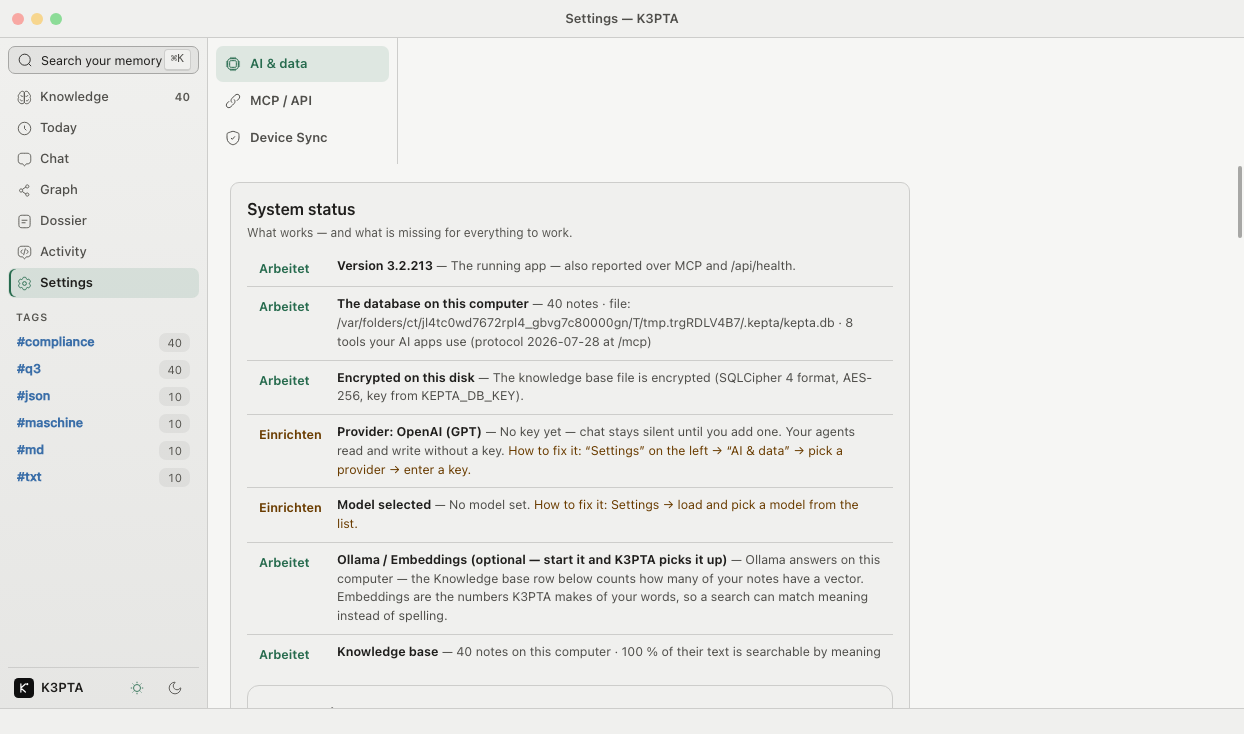 Settings — K3PTA
Search your memory ⌘K
Knowledge 40
Today
Chat
Graph
Dossier
Activity
Settings
TAGS
#compliance 40
#q3 40
#json 10
#maschine 10
#md 10
#txt 10
K3PTA
AI & data
MCP / API
Device Sync
System status
What works — and what is missing for everything to work.
Arbeitet Version 3.2.213 — The running app — also reported over MCP and /api/health.
Arbeitet The database on this computer — 40 notes · file:
/var/folders/ct/jl4tc0wd7672rpl4_gbvg7c80000gn/T/tmp.trgRDLV4B7/.kepta/kepta.db · 8
tools your AI apps use (protocol 2026-07-28 at /mcp)
Arbeitet Encrypted on this disk — The knowledge base file is encrypted (SQLCipher 4 format, AES-
256, key from KEPTA_DB_KEY).
Einrichten Provider: OpenAI (GPT) — No key yet — chat stays silent until you add one. Your agents
read and write without a key. How to fix it: “Settings” on the left → “AI & data” → pick a
provider → enter a key.
Einrichten Model selected — No model set. How to fix it: Settings → load and pick a model from the
list.
Arbeitet Ollama / Embeddings (optional — start it and K3PTA picks it up) — Ollama answers on this
computer — the Knowledge base row below counts how many of your notes have a vector.
Embeddings are the numbers K3PTA makes of your words, so a search can match meaning
instead of spelling.
Arbeitet Knowledge base — 40 notes on this computer · 100 % of their text is searchable by meaning